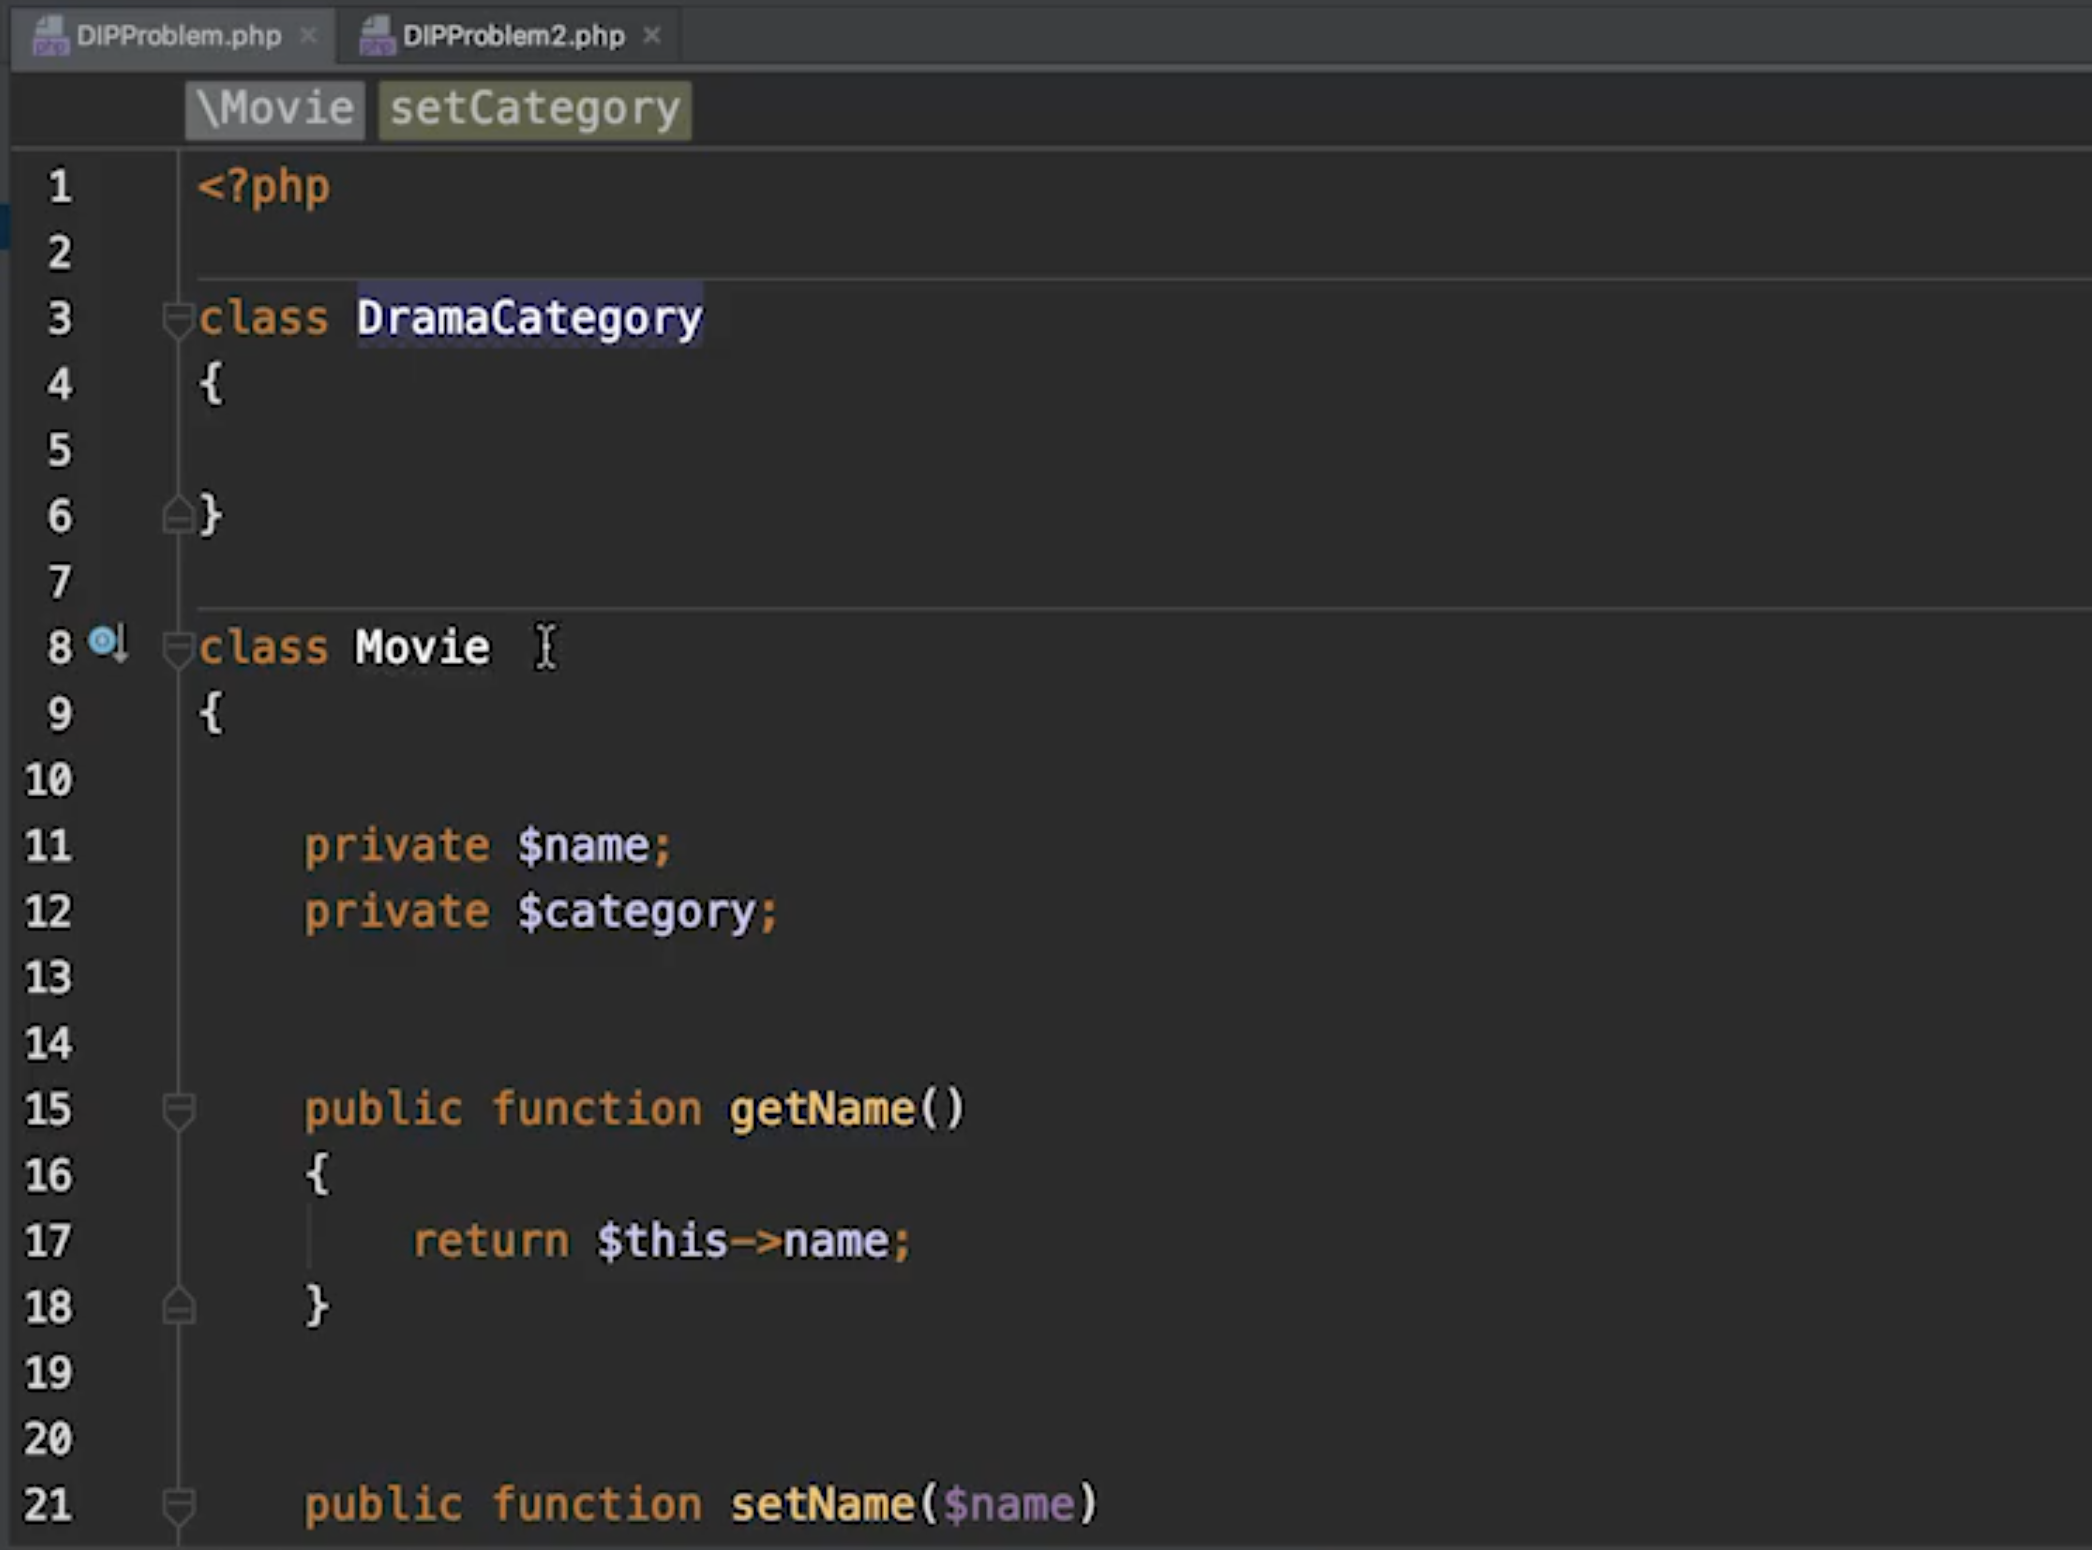 DIPProblem.php × DIPProblem2.php ×
\Movie setCategory
1 <?php
2
3 class DramaCategory
4 {
5
6 }
7
8 class Movie
9 {
10
11 private $name;
12 private $category;
13
14
15 public function getName()
16 {
17 return $this->name;
18 }
19
20
21 public function setName($name)